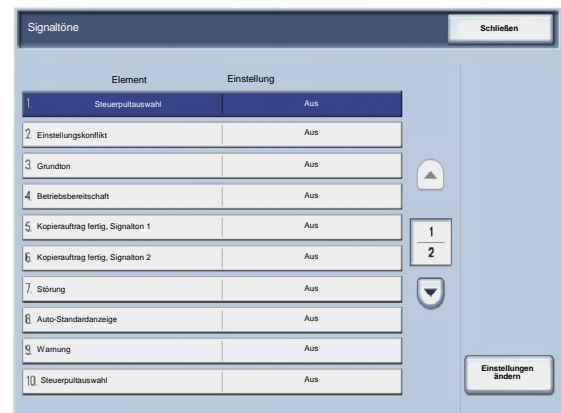 Signaltöne
Schließen
Element Einstellung
1. Steuerpultauswahl Aus
2. Einstellungskonflikt Aus
3. Grundton Aus
4. Betriebsbereitschaft Aus
5. Kopierauftrag fertig, Signalton 1 Aus
6. Kopierauftrag fertig, Signalton 2 Aus
7. Störung Aus
8. Auto-Standardanzeige Aus
9. Warnung Aus
10. Steuerpultauswahl Aus
1
2
Einstellungen
ändern